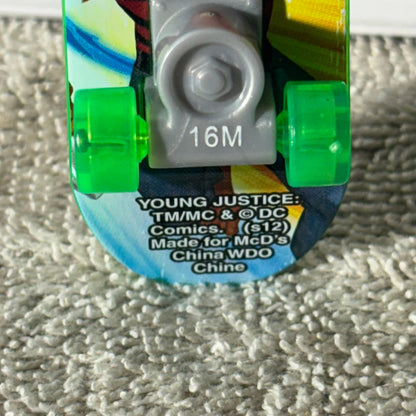 16M
YOUNG JUSTICE:
TM/MC & © DC
Comics. (s12)
Made for McD's
China WDO
Chine